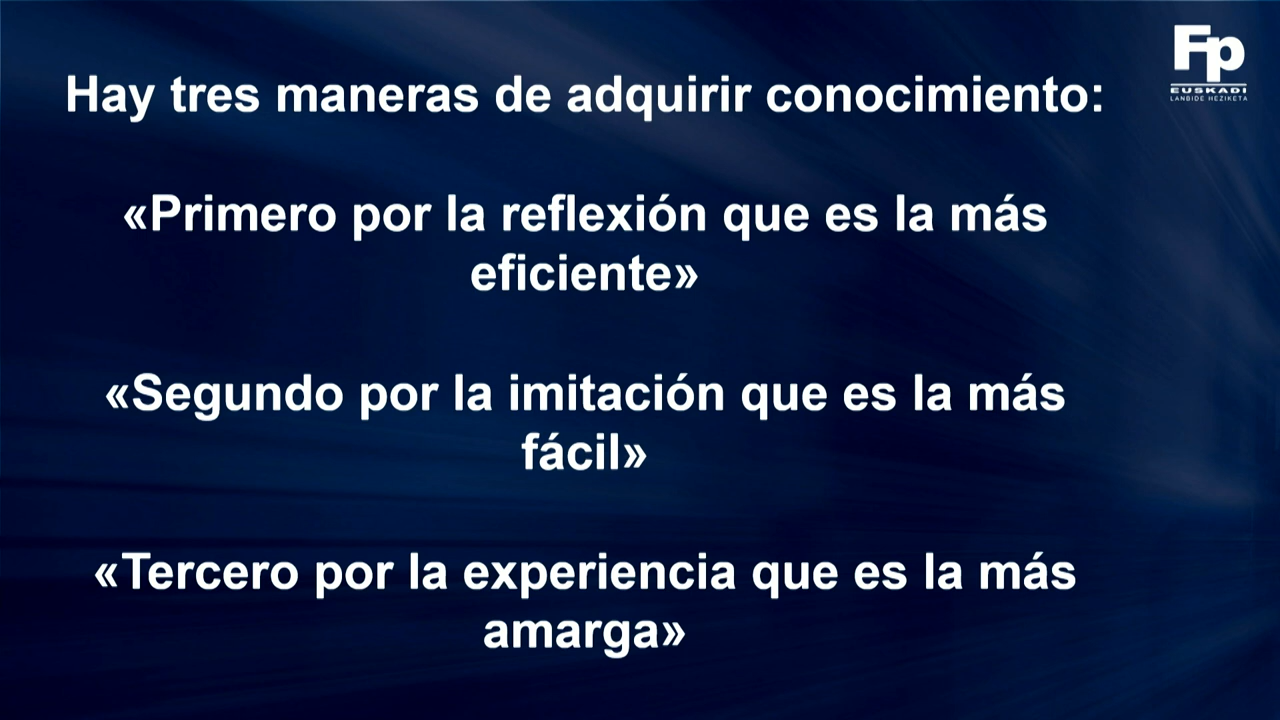 Fp
EUSKADI
LANBIDE HEZIKETA
Hay tres maneras de adquirir conocimiento:
«Primero por la reflexión que es la más
eficiente»
«Segundo por la imitación que es la más
fácil»
«Tercero por la experiencia que es la más
amarga»